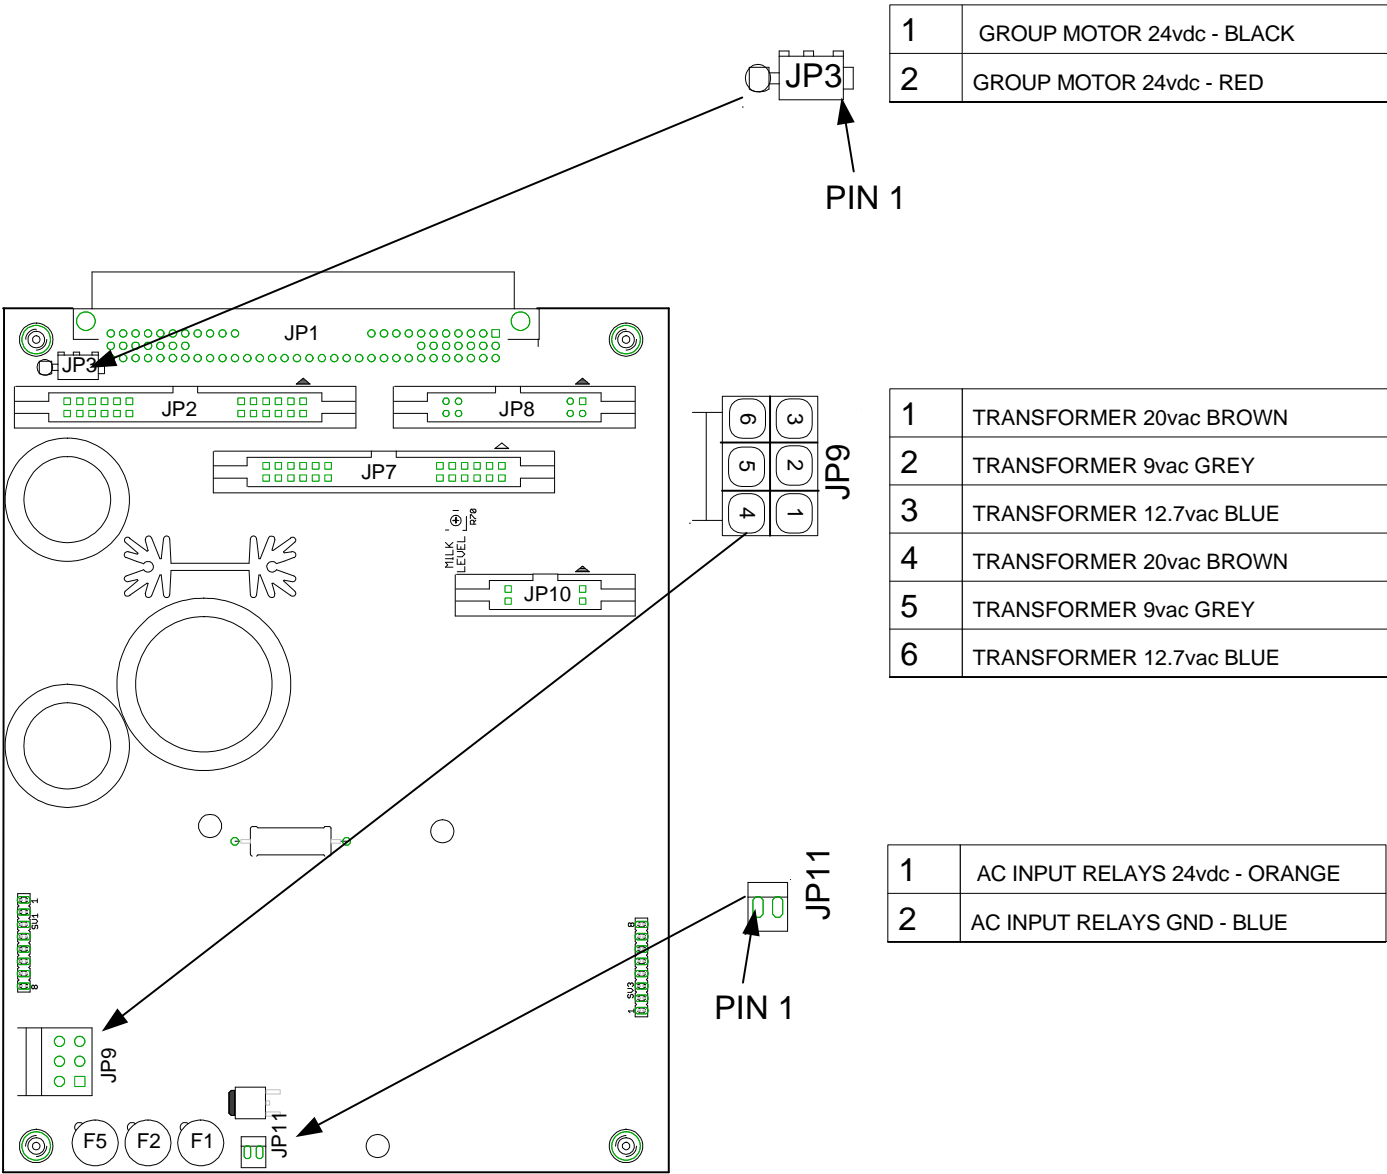 1 GROUP MOTOR 24vdc - BLACK
2 GROUP MOTOR 24vdc - RED
JP3
PIN 1
JP1
JP3
JP2
JP8
JP7
MILK LEVEL
R70
JP10
6 3
5 2
4 1
JP9
1 TRANSFORMER 20vac BROWN
2 TRANSFORMER 9vac GREY
3 TRANSFORMER 12.7vac BLUE
4 TRANSFORMER 20vac BROWN
5 TRANSFORMER 9vac GREY
6 TRANSFORMER 12.7vac BLUE
JP11
PIN 1
1 AC INPUT RELAYS 24vdc - ORANGE
2 AC INPUT RELAYS GND - BLUE
1
SU1
8
8
SU3
1
JP9
JP11
F5
F2
F1